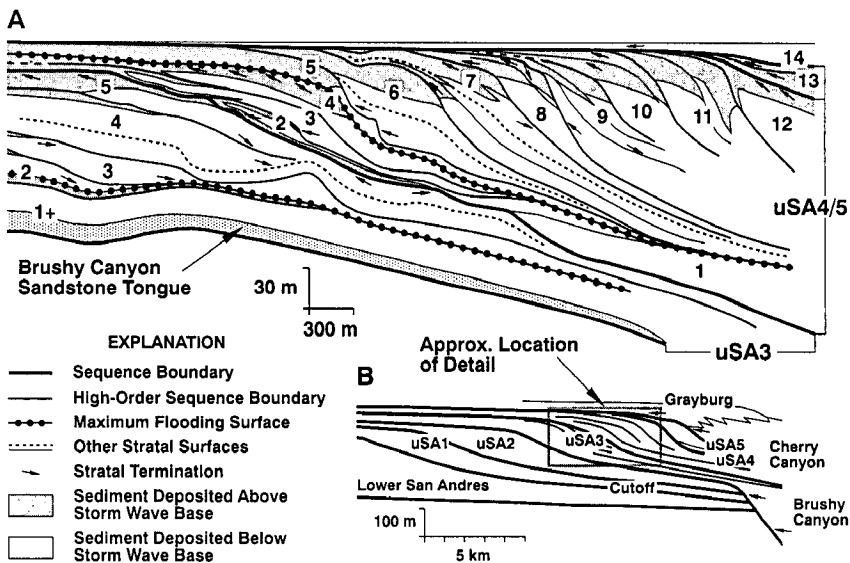 A
14
13
5
5
6
7
8
9
10
11
12
4
4
2
3
2
3
1+
1
uSA4/5
Brushy Canyon
Sandstone Tongue
30 m
300 m
uSA3
EXPLANATION
Sequence Boundary
High-Order Sequence Boundary
Maximum Flooding Surface
Other Stratal Surfaces
Stratal Termination
Sediment Deposited Above
Storm Wave Base
Sediment Deposited Below
Storm Wave Base
Approx. Location
of Detail
B
Grayburg
uSA1
uSA2
uSA3
uSA5
uSA4
Cherry
Canyon
Lower San Andres
Cutoff
Brushy
Canyon
100 m
5 km